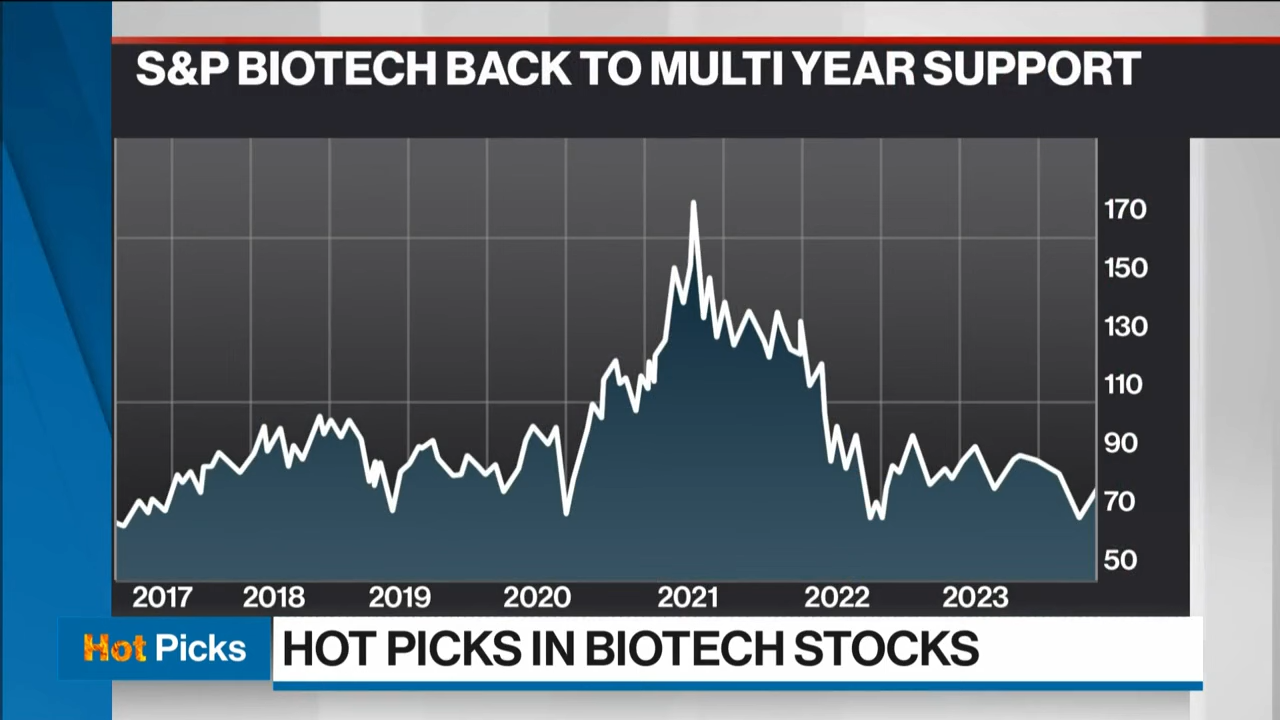 S&P BIOTECH BACK TO MULTI YEAR SUPPORT
170
150
130
110
90
70
50
2017 2018 2019 2020 2021 2022 2023
Hot Picks
HOT PICKS IN BIOTECH STOCKS